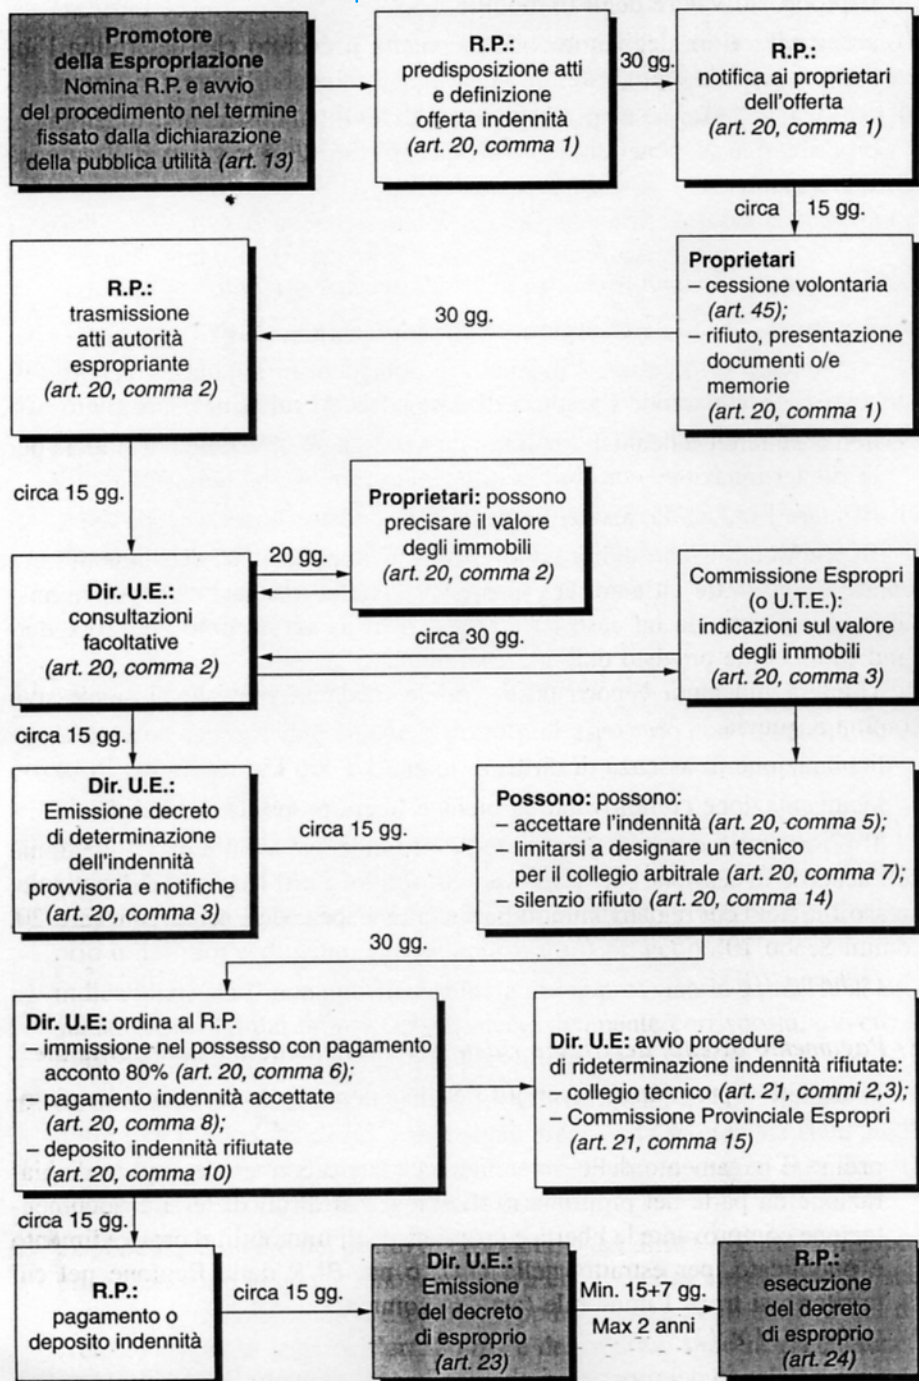 Promotore
della Espropriazione
Nomina R.P. e avvio
del procedimento nel termine
fissato dalla dichiarazione
della pubblica utilità (art. 13)
R.P.:
predisposizione atti
e definizione
offerta indennità
(art. 20, comma 1)
30 gg.
R.P.:
notifica ai proprietari
dell'offerta
(art. 20, comma 1)
circa 15 gg.
R.P.:
trasmissione
atti autorità
espropriante
(art. 20, comma 2)
30 gg.
Proprietari
– cessione volontaria
(art. 45);
– rifiuto, presentazione
documenti o/e
memorie
(art. 20, comma 1)
circa 15 gg.
Proprietari: possono
precisare il valore
degli immobili
(art. 20, comma 2)
Dir. U.E.:
consultazioni
facoltative
(art. 20, comma 2)
20 gg.
circa 30 gg.
Commissione Espropri
(o U.T.E.):
indicazioni sul valore
degli immobili
(art. 20, comma 3)
circa 15 gg.
Dir. U.E.:
Emissione decreto
di determinazione
dell'indennità
provvisoria e notifiche
(art. 20, comma 3)
circa 15 gg.
Possono: possono:
– accettare l'indennità (art. 20, comma 5);
– limitarsi a designare un tecnico
per il collegio arbitrale (art. 20, comma 7);
– silenzio rifiuto (art. 20, comma 14)
30 gg.
Dir. U.E: ordina al R.P.
– immissione nel possesso con pagamento
acconto 80% (art. 20, comma 6);
– pagamento indennità accettate
(art. 20, comma 8);
– deposito indennità rifiutate
(art. 20, comma 10)
Dir. U.E: avvio procedure
di rideterminazione indennità rifiutate:
– collegio tecnico (art. 21 commi 2,3);
– Commissione Provinciale Espropri
(art. 21, comma 15)
circa 15 gg.
R.P.:
pagamento o
deposito indennità
circa 15 gg.
Dir. U.E.:
Emissione
del decreto
di esproprio
(art. 23)
Min. 15+7 gg.
Max 2 anni
R.P.:
esecuzione
del decreto
di esproprio
(art. 24)